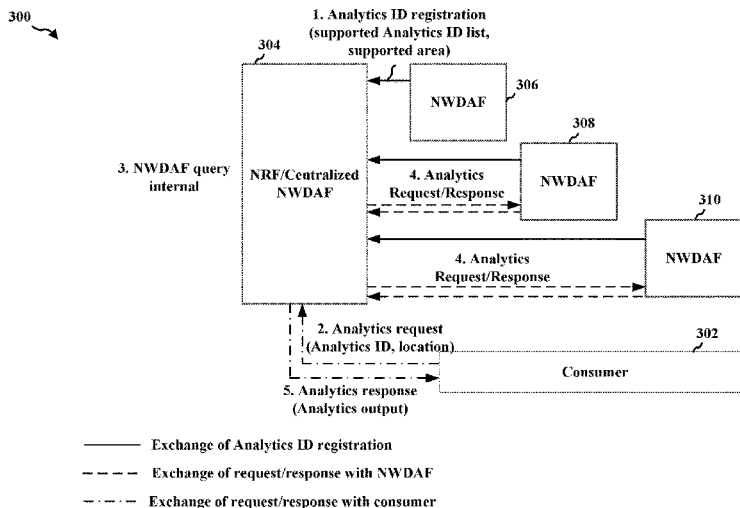 300
1. Analytics ID registration
(supported Analytics ID list,
supported area)
304
306
NWDAF
308
3. NWDAF query
internal
NRF/Centralized
NWDAF
4. Analytics
Request/Response
NWDAF
310
4. Analytics
Request/Response
NWDAF
2. Analytics request
(Analytics ID, location)
302
Consumer
5. Analytics response
(Analytics output)
Exchange of Analytics ID registration
Exchange of request/response with NWDAF
Exchange of request/response with consumer